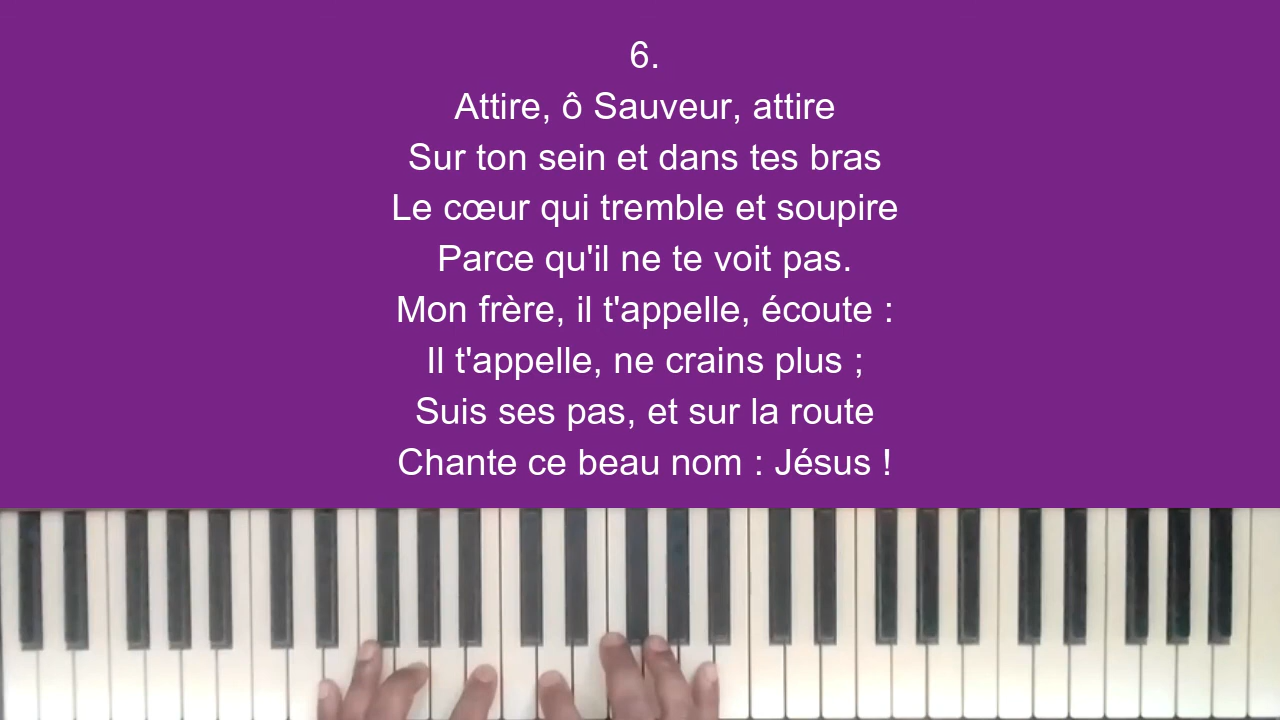 6.
Attire, ô Sauveur, attire
Sur ton sein et dans tes bras
Le cœur qui tremble et soupire
Parce qu'il ne te voit pas.
Mon frère, il t'appelle, écoute :
Il t'appelle, ne crains plus ;
Suis ses pas, et sur la route
Chante ce beau nom : Jésus !